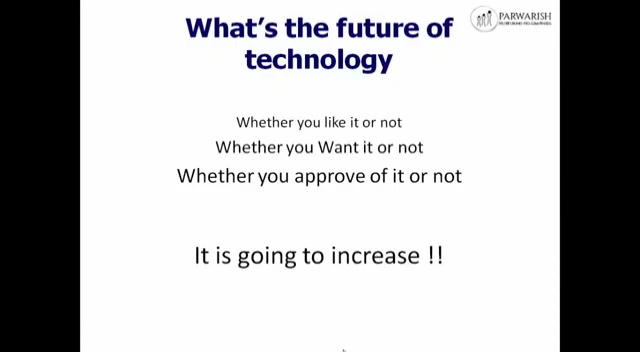 What's the future of
technology
PARWARISH
Whether you like it or not
Whether you Want it or not
Whether you approve of it or not
It is going to increase !!